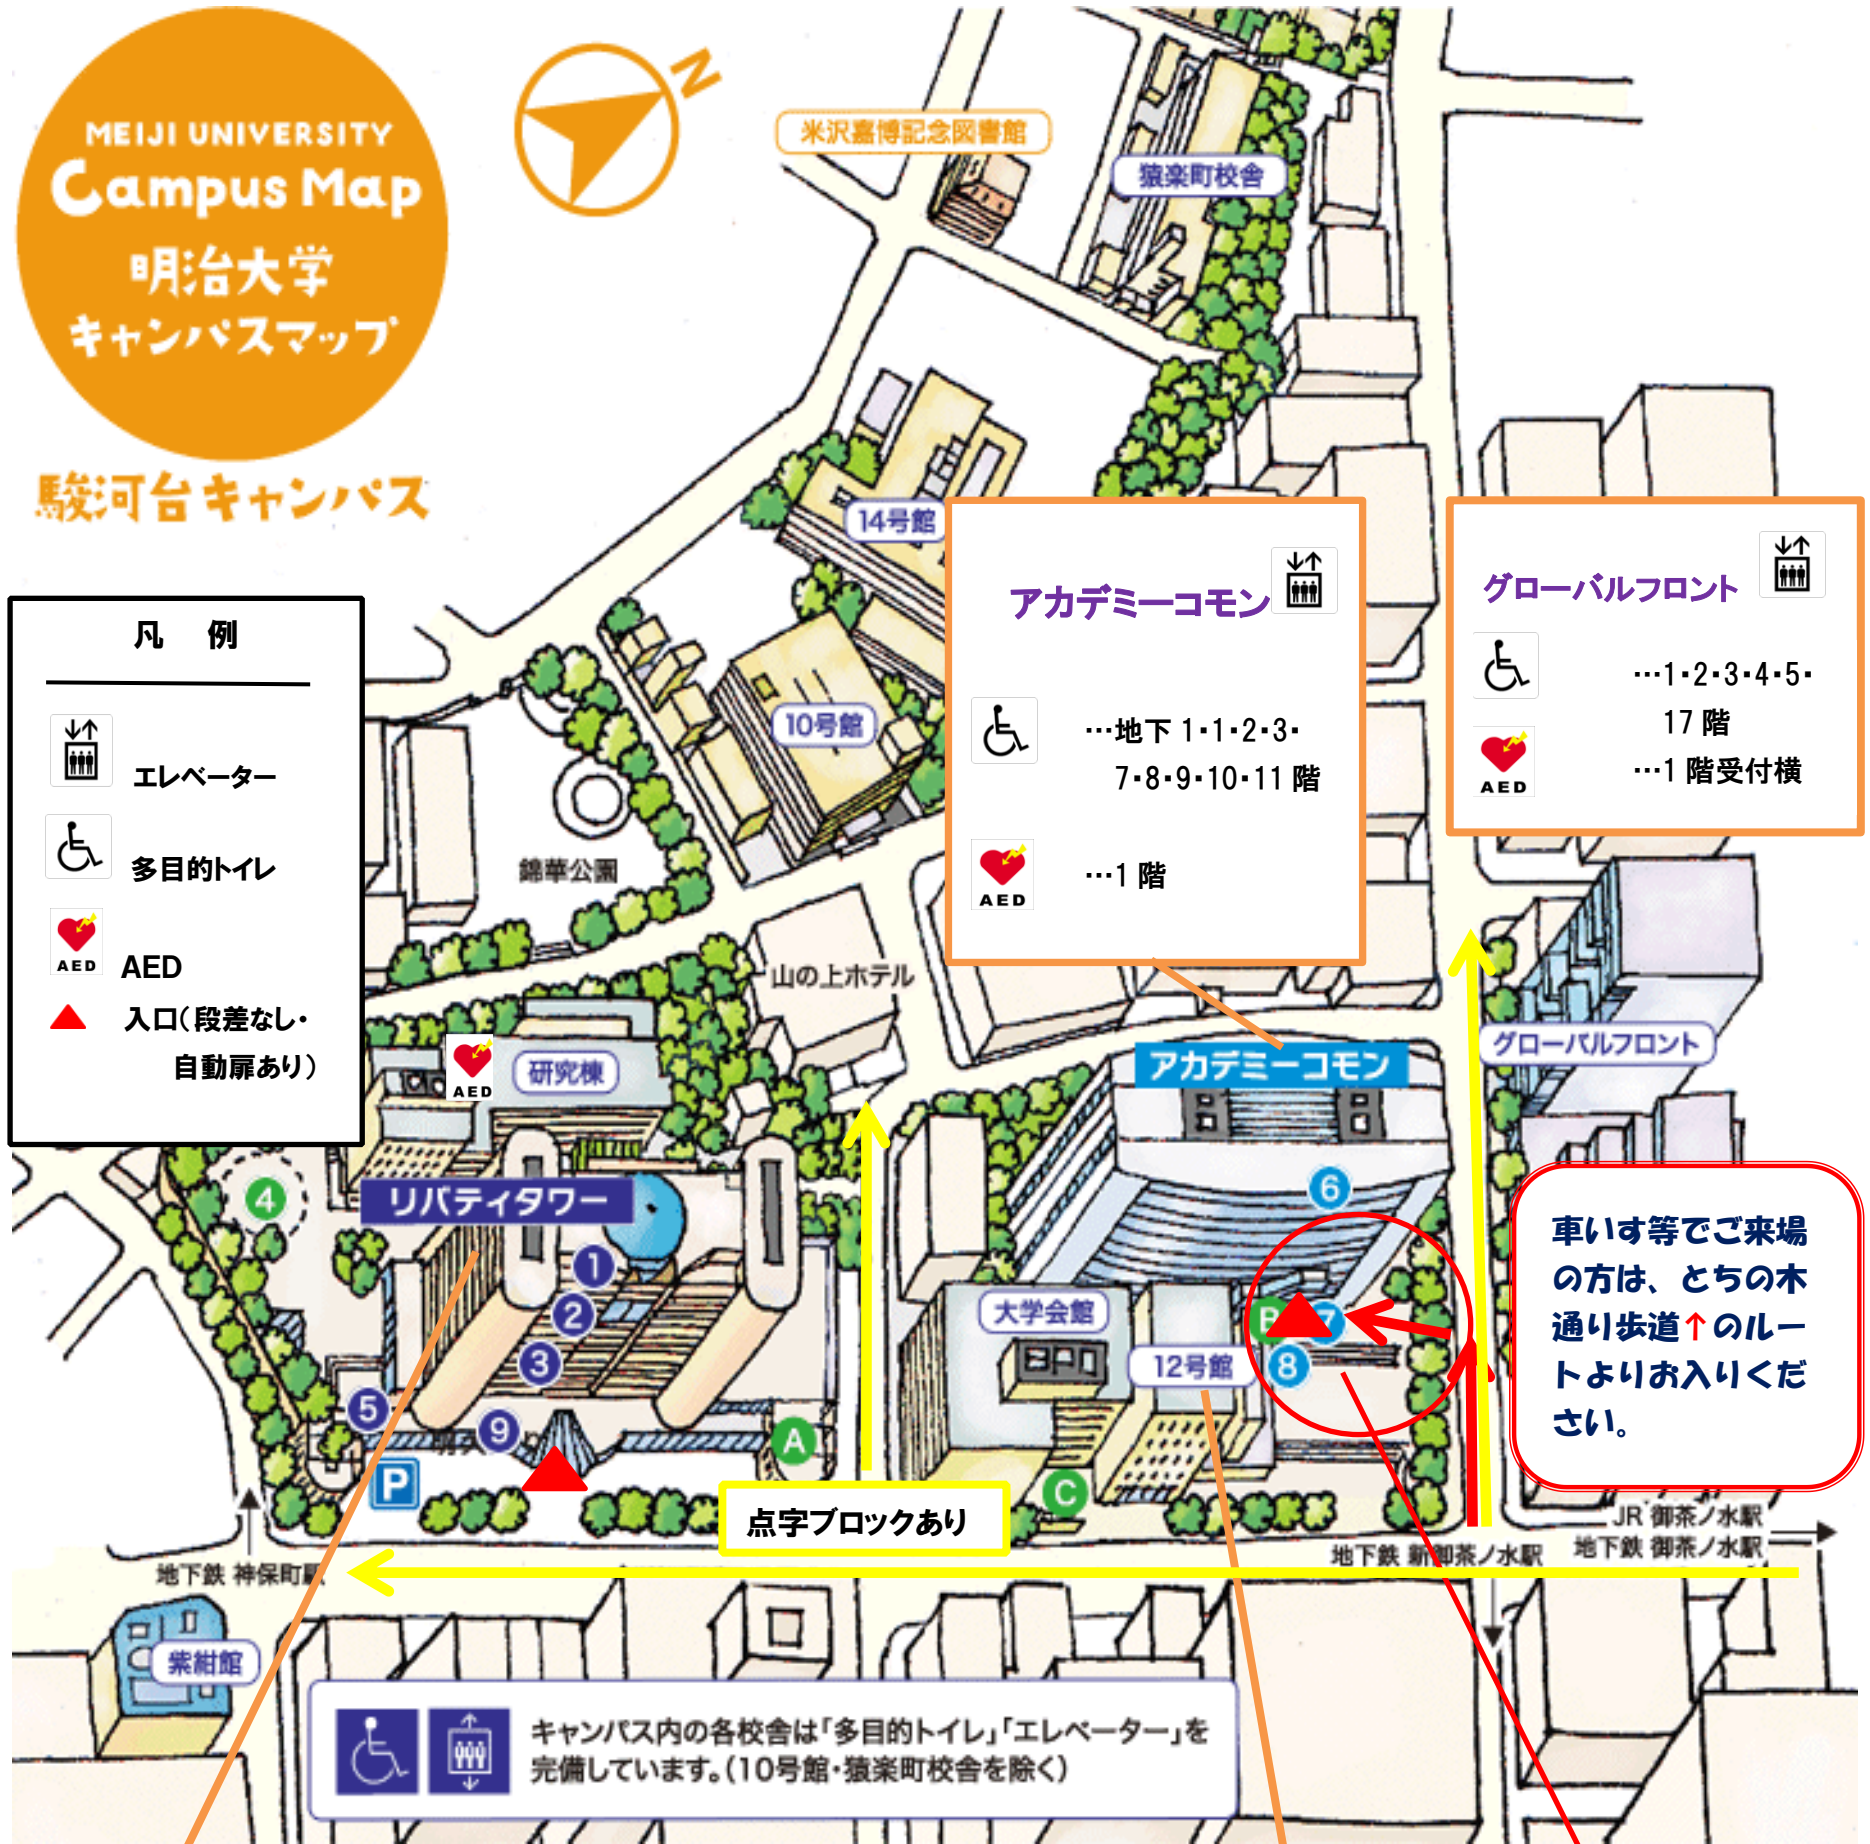 MEIJI UNIVERSITY
Campus Map
明治大学
キャンパスマップ
駿河台キャンパス
N
米沢嘉博記念図書館
猿楽町校舎
14号館
10号館
錦華公園
山の上ホテル
凡 例
エレベーター
多目的トイレ
AED
AED
入口(段差なし・
自動扉あり)
アカデミーコモン
…地下1・1・2・3・
7・8・9・10・11階
AED
…1階
グローバルフロント
…1・2・3・4・5・
17階
AED
…1階受付横
AED
研究棟
リバティタワー
アカデミーコモン
グローバルフロント
4
1
2
3
5
9
P
A
6
B
7
8
大学会館
12号館
C
車いす等でご来場
の方は、とちの木
通り歩道↑のルー
トよりお入りくだ
さい。
点字ブロックあり
JR 御茶ノ水駅
地下鉄 新御茶ノ水駅
地下鉄 御茶ノ水駅
地下鉄 神保町駅
紫紺館
キャンパス内の各校舎は「多目的トイレ」「エレベーター」を
完備しています。(10号館・猿楽町校舎を除く)